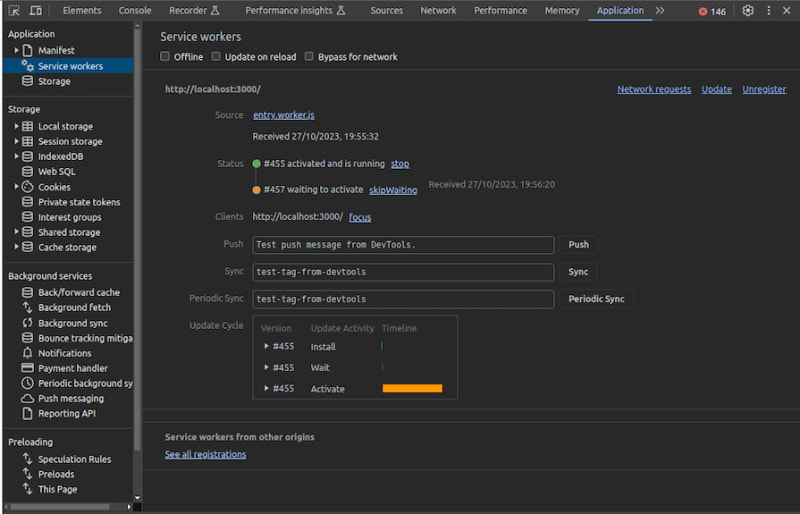 Elements Console Recorder Performance insights Sources Network Performance Memory Application 146
Application
Manifest
Service workers
Storage
Storage
Local storage
Session storage
IndexedDB
Web SQL
Cookies
Private state tokens
Interest groups
Shared storage
Cache storage
Background services
Back/forward cache
Background fetch
Background sync
Bounce tracking mitiga
Notifications
Payment handler
Periodic background sy
Push messaging
Reporting API
Preloading
Speculation Rules
Preloads
This Page
Service workers
Offline Update on reload Bypass for network
http://localhost:3000/ Network requests Update Unregister
Source entry.worker.js
Received 27/10/2023, 19:55:32
Status #455 activated and is running stop
#457 waiting to activate skipWaiting Received 27/10/2023, 19:56:20
Clients http://localhost:3000/ focus
Push Test push message from DevTools. Push
Sync test-tag-from-devtools Sync
Periodic Sync test-tag-from-devtools Periodic Sync
Update Cycle Version Update Activity Timeline
#455 Install
#455 Wait
#455 Activate
Service workers from other origins
See all registrations